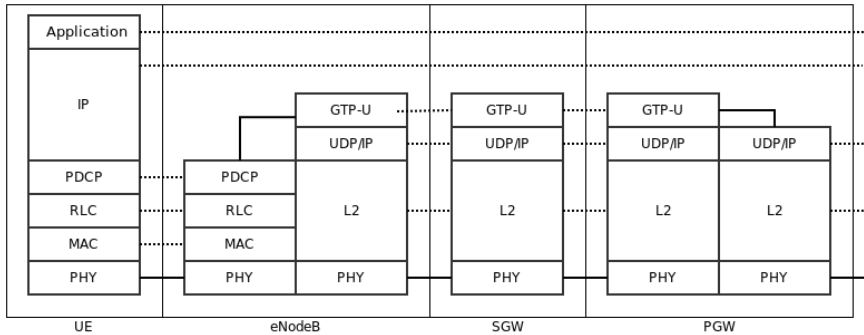 Application
IP
GTP-U GTP-U GTP-U
UDP/IP UDP/IP UDP/IP UDP/IP
PDCP PDCP
RLC RLC L2 L2 L2 L2
MAC MAC
PHY PHY PHY PHY PHY PHY
UE eNodeB SGW PGW